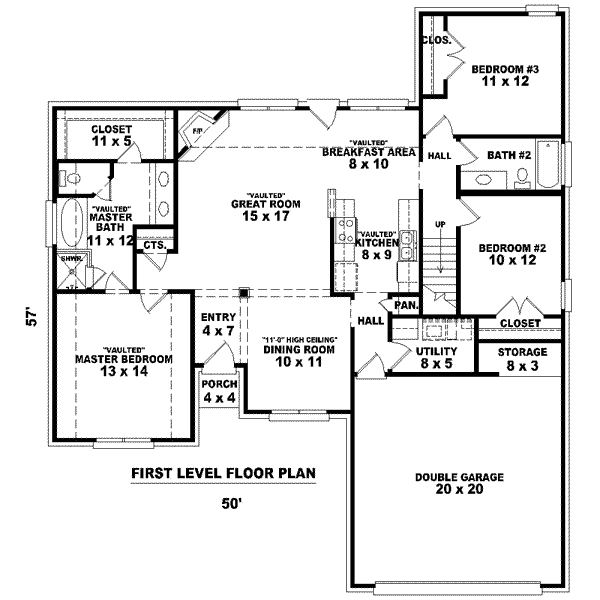 CLOS.
BEDROOM #3
11 x 12
CLOSET
11 x 5
F/P
"VAULTED"
BREAKFAST AREA
8 x 10
HALL
BATH #2
"VAULTED"
GREAT ROOM
15 x 17
"VAULTED"
MASTER
BATH
11 x 12
CTS.
SHWR.
"VAULTED"
KITCHEN
8 x 9
UP
BEDROOM #2
10 x 12
PAN.
57'
ENTRY
4 x 7
"11'-0" HIGH CEILING"
DINING ROOM
10 x 11
HALL
CLOSET
"VAULTED"
MASTER BEDROOM
13 x 14
UTILITY
8 x 5
STORAGE
8 x 3
PORCH
4 x 4
FIRST LEVEL FLOOR PLAN
50'
DOUBLE GARAGE
20 x 20